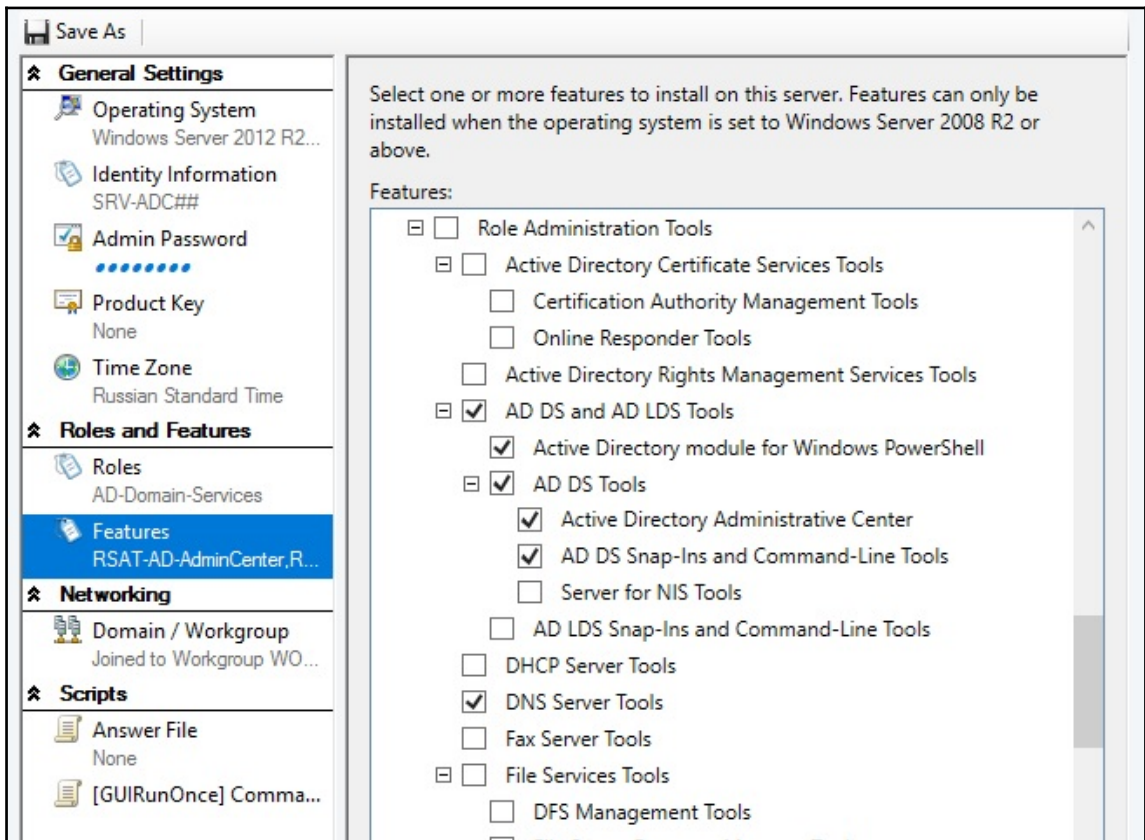 Save As
General Settings
Operating System
Windows Server 2012 R2...
Identity Information
SRV-ADC##
Admin Password
Product Key
None
Time Zone
Russian Standard Time
Roles and Features
Roles
AD-Domain-Services
Features
RSAT-AD-AdminCenter,R...
Networking
Domain / Workgroup
Joined to Workgroup WO...
Scripts
Answer File
None
[GUIRunOnce] Comma...
Select one or more features to install on this server. Features can only be
installed when the operating system is set to Windows Server 2008 R2 or
above.
Features:
Role Administration Tools
Active Directory Certificate Services Tools
Certification Authority Management Tools
Online Responder Tools
Active Directory Rights Management Services Tools
AD DS and AD LDS Tools
Active Directory module for Windows PowerShell
AD DS Tools
Active Directory Administrative Center
AD DS Snap-Ins and Command-Line Tools
Server for NIS Tools
AD LDS Snap-Ins and Command-Line Tools
DHCP Server Tools
DNS Server Tools
Fax Server Tools
File Services Tools
DFS Management Tools